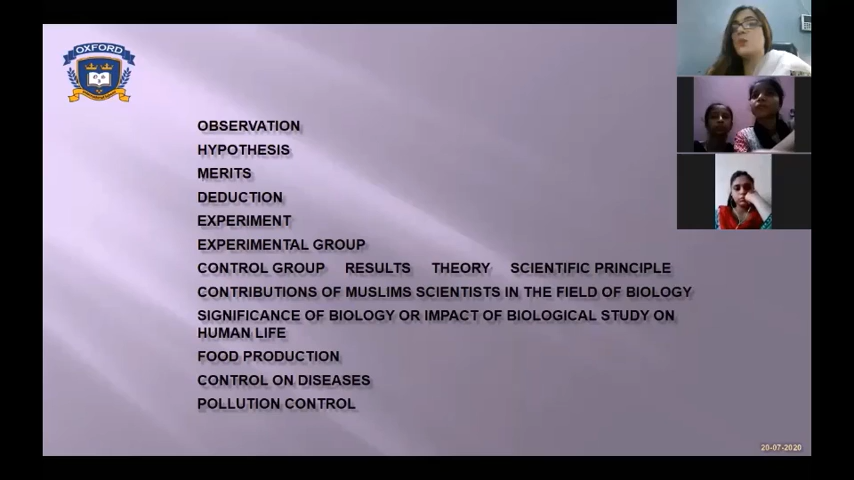 OXFORD
OBSERVATION
HYPOTHESIS
MERITS
DEDUCTION
EXPERIMENT
EXPERIMENTAL GROUP
CONTROL GROUP RESULTS THEORY SCIENTIFIC PRINCIPLE
CONTRIBUTIONS OF MUSLIMS SCIENTISTS IN THE FIELD OF BIOLOGY
SIGNIFICANCE OF BIOLOGY OR IMPACT OF BIOLOGICAL STUDY ON
HUMAN LIFE
FOOD PRODUCTION
CONTROL ON DISEASES
POLLUTION CONTROL
20-07-2020